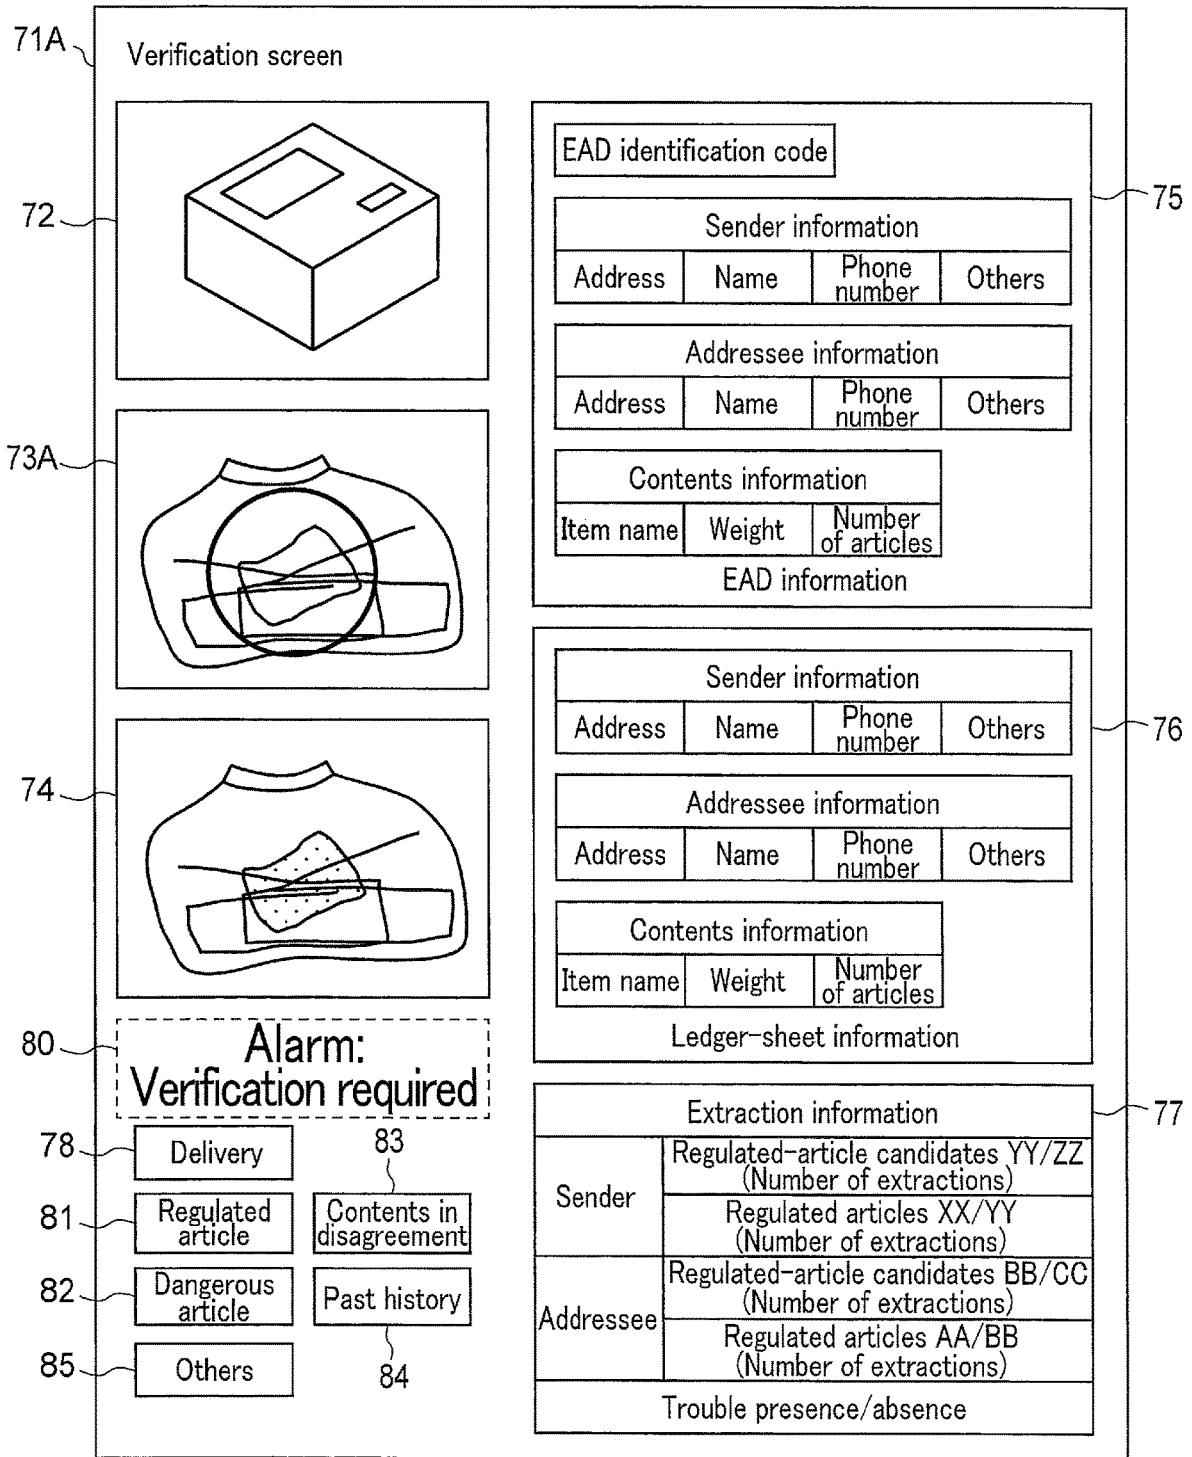 71A
Verification screen
72
73A
74
80
Alarm:
Verification required
78
Delivery
83
81
Regulated
article
Contents in
disagreement
82
Dangerous
article
Past history
85
Others
84
EAD identification code
75
Sender information
Address Name Phone number Others
Addressee information
Address Name Phone number Others
Contents information
Item name Weight Number of articles
EAD information
Sender information
76
Address Name Phone number Others
Addressee information
Address Name Phone number Others
Contents information
Item name Weight Number of articles
Ledger-sheet information
Extraction information
77
Sender
Regulated-article candidates YY/ZZ
(Number of extractions)
Regulated articles XX/YY
(Number of extractions)
Addressee
Regulated-article candidates BB/CC
(Number of extractions)
Regulated articles AA/BB
(Number of extractions)
Trouble presence/absence